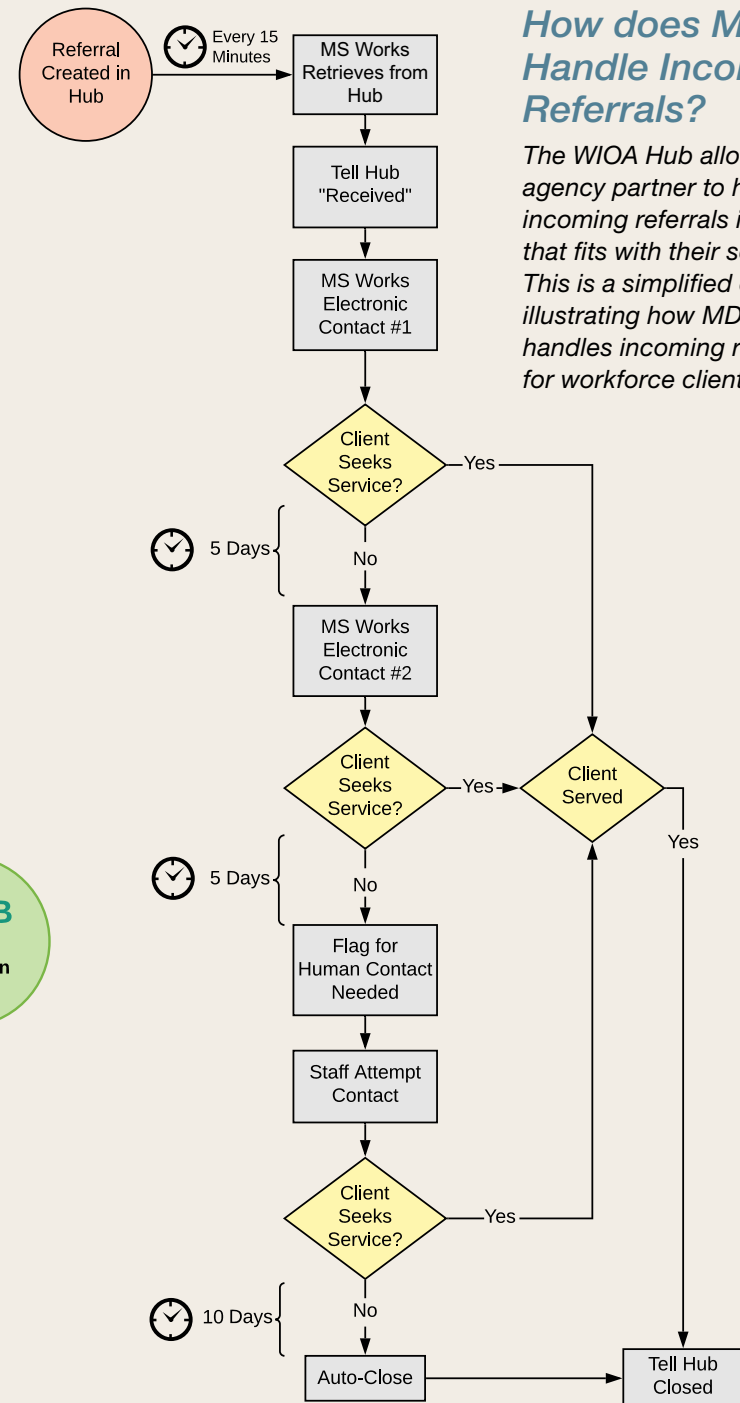 How does M
Handle Inco
Referrals?
The WIOA Hub allo
agency partner to h
incoming referrals i
that fits with their s
This is a simplified
illustrating how MD
handles incoming
for workforce client
Referral
Created in
Hub
Every 15
Minutes
MS Works
Retrieves from
Hub
Tell Hub
"Received"
MS Works
Electronic
Contact #1
Client
Seeks
Service?
Yes
5 Days
No
MS Works
Electronic
Contact #2
Client
Seeks
Service?
Yes
Client
Served
Yes
5 Days
No
B
n
Flag for
Human Contact
Needed
Staff Attempt
Contact
Client
Seeks
Service?
Yes
10 Days
No
Auto-Close
Tell Hub
Closed